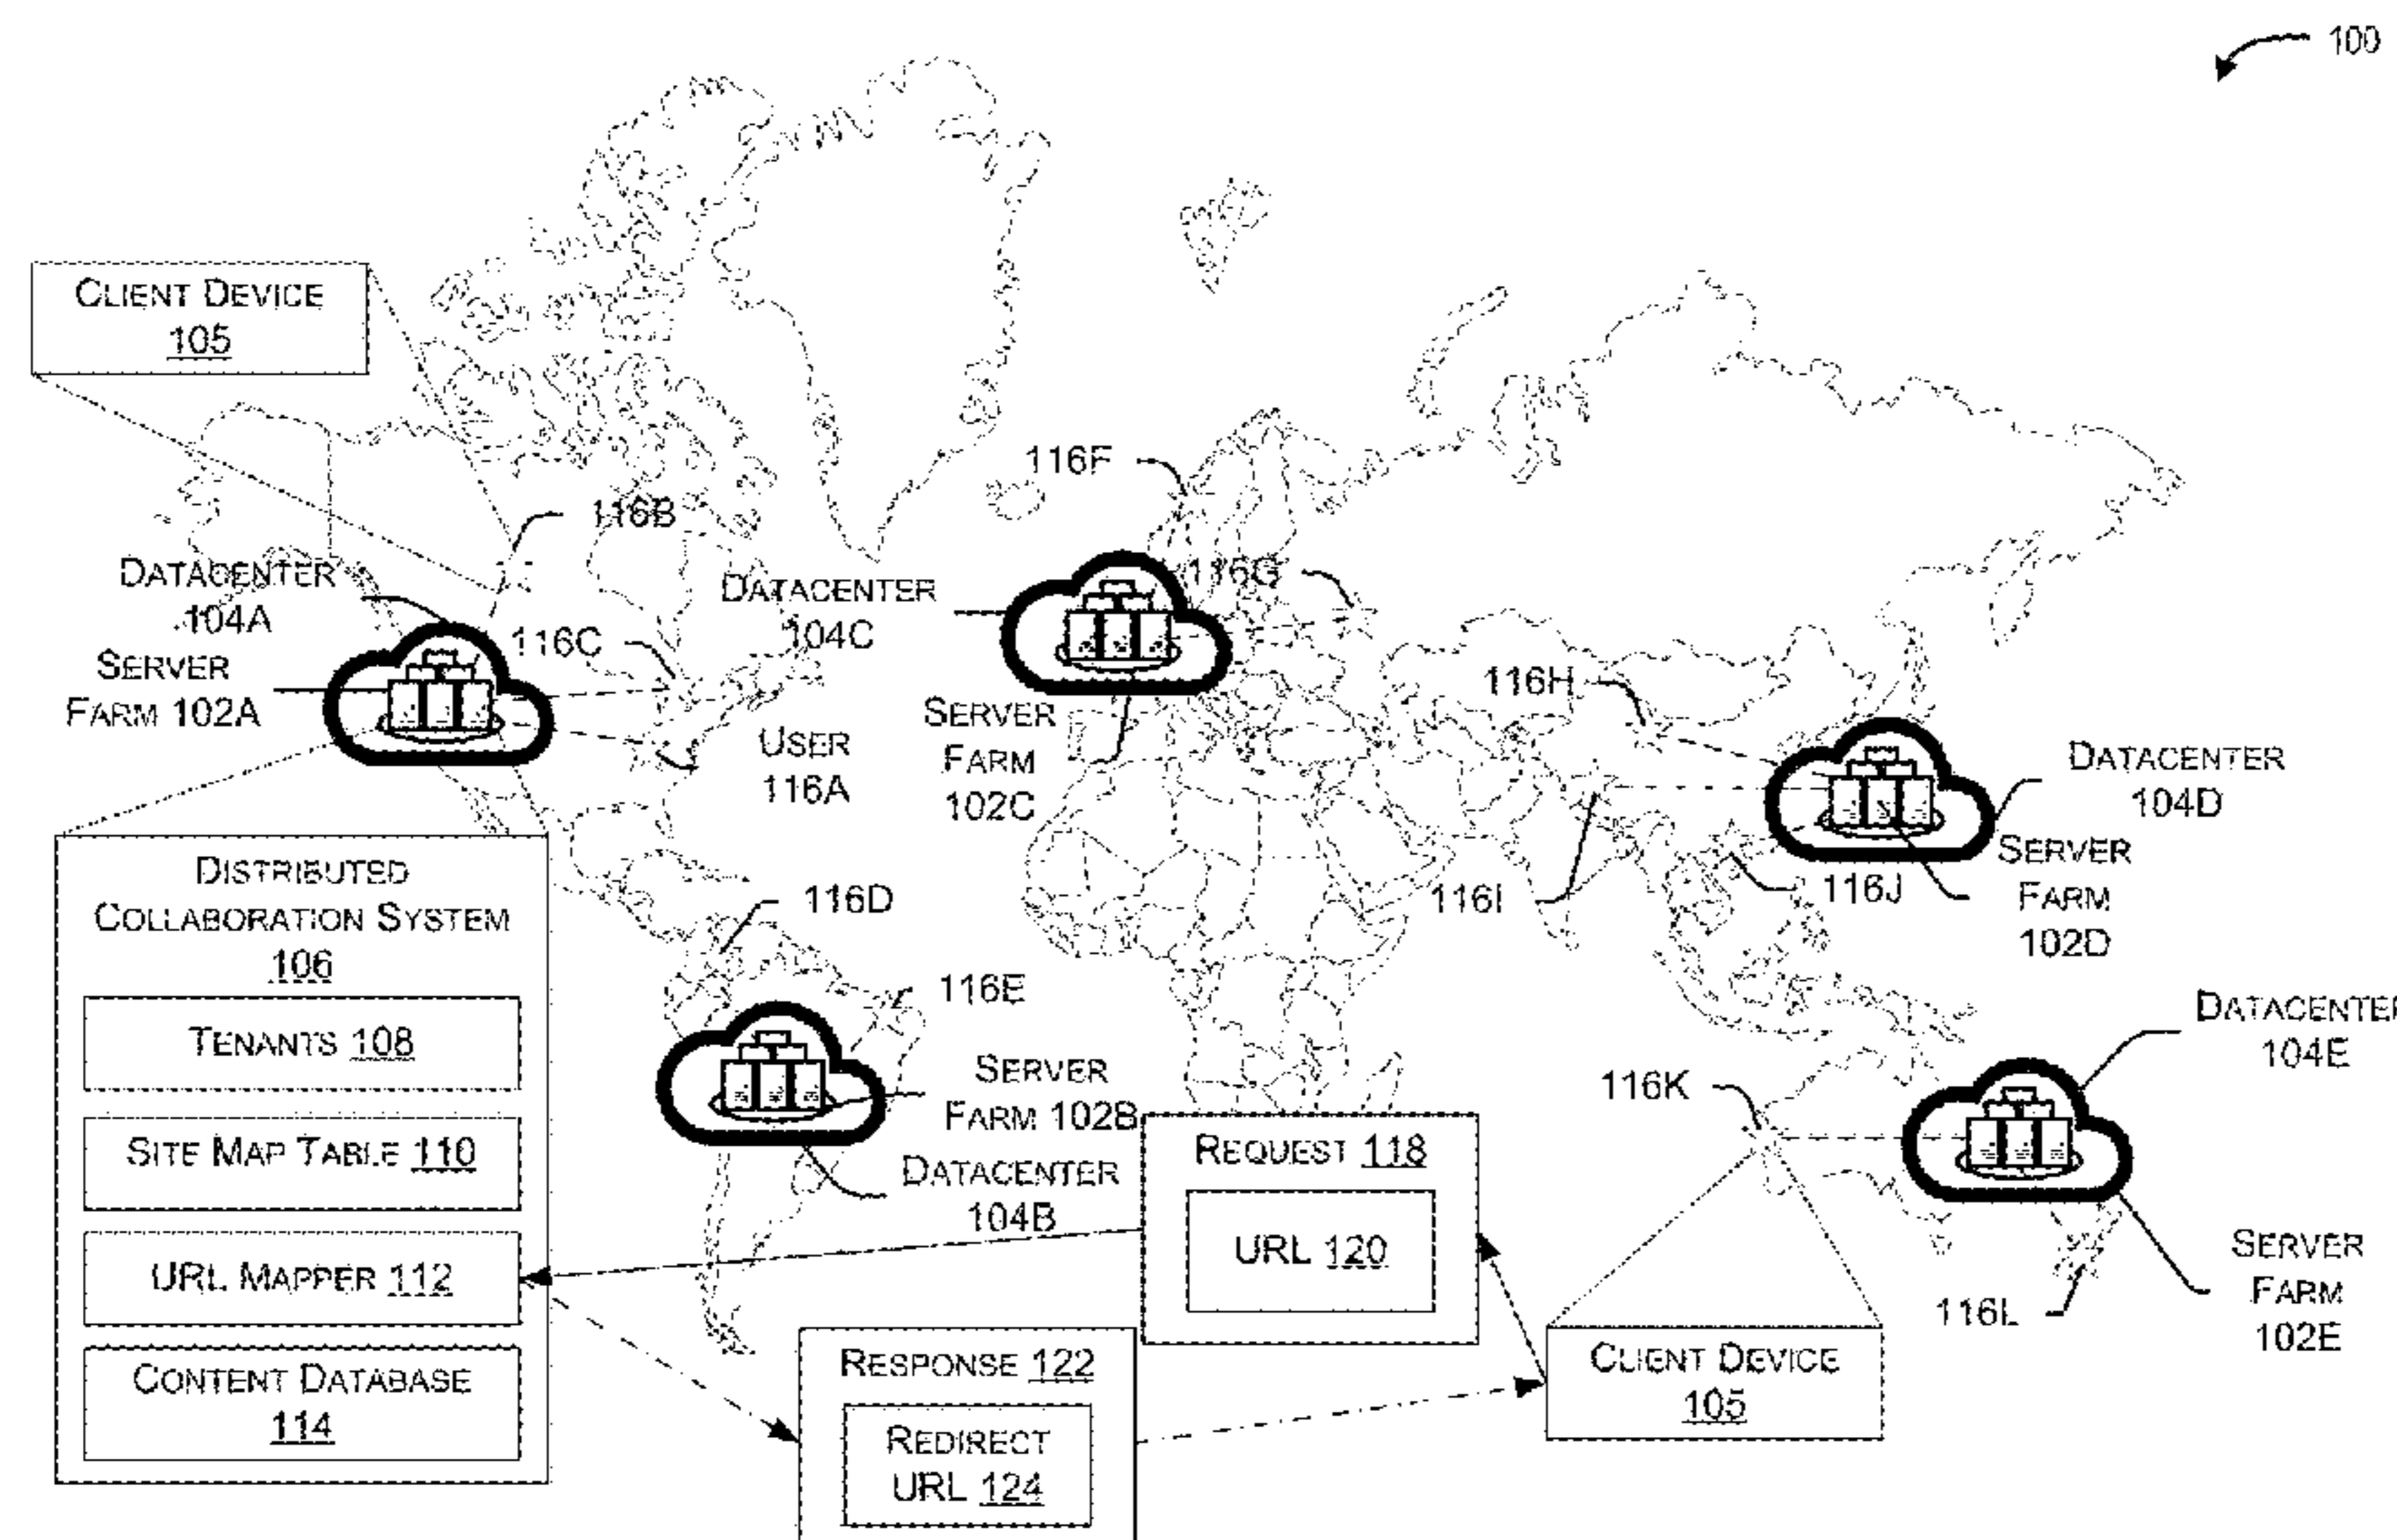 100
CLIENT DEVICE
105
116F
116B
DATACENTER
104A
116G
DATACENTER
104C
116C
SERVER
FARM 102A
116H
SERVER
FARM
102C
USER
116A
DATACENTER
104D
SERVER
FARM
102D
DISTRIBUTED
COLLABORATION SYSTEM
106
116D
116I
116J
116E
TENANTS 108
DATACENTER
104E
SERVER
FARM 102B
116K
SITE MAP TABLE 110
REQUEST 118
DATACENTER
104B
URL MAPPER 112
URL 120
SERVER
FARM
102E
116L
CONTENT DATABASE
114
RESPONSE 122
REDIRECT
URL 124
CLIENT DEVICE
105